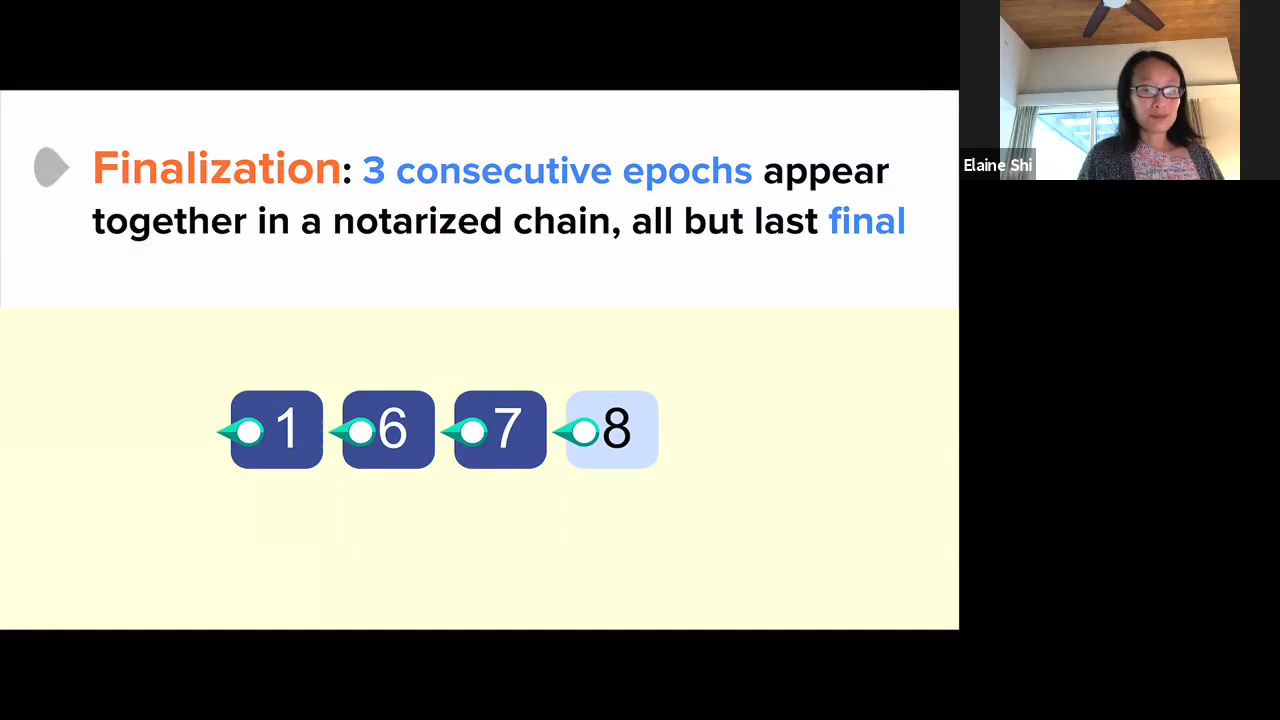 Finalization: 3 consecutive epochs appear
together in a notarized chain, all but last final
1 6 7 8
Elaine Shi